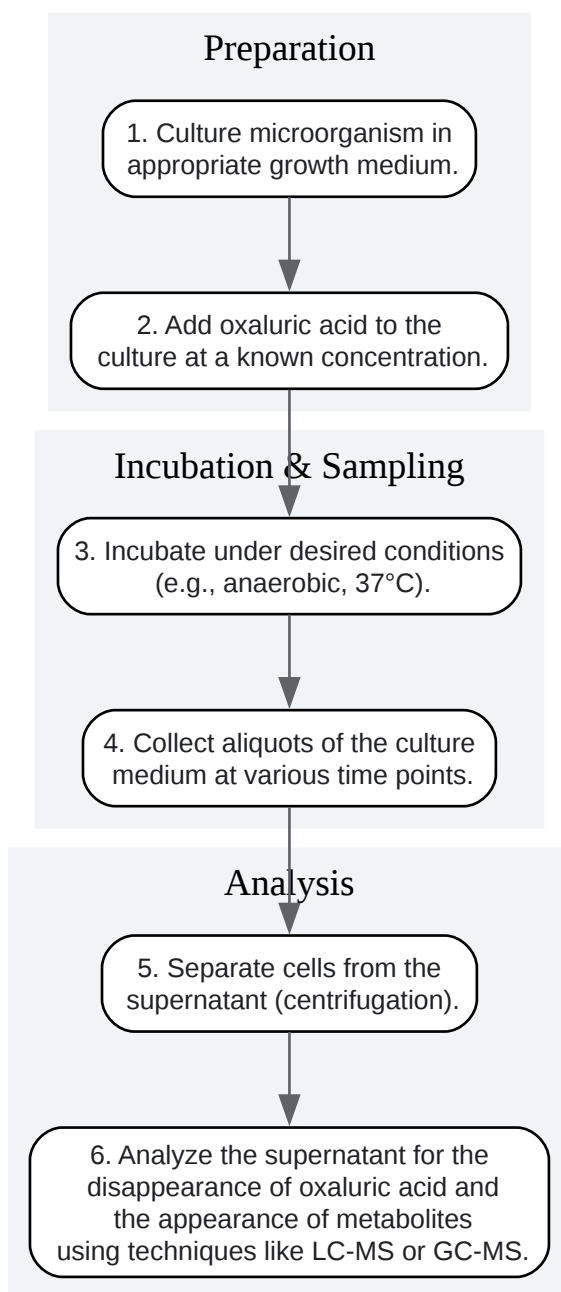 Preparation
1. Culture microorganism in
appropriate growth medium.
2. Add oxaluric acid to the
culture at a known concentration.
Incubation & Sampling
3. Incubate under desired conditions
(e.g., anaerobic, 37°C).
4. Collect aliquots of the culture
medium at various time points.
Analysis
5. Separate cells from the
supernatant (centrifugation).
6. Analyze the supernatant for the
disappearance of oxaluric acid and
the appearance of metabolites
using techniques like LC-MS or GC-MS.